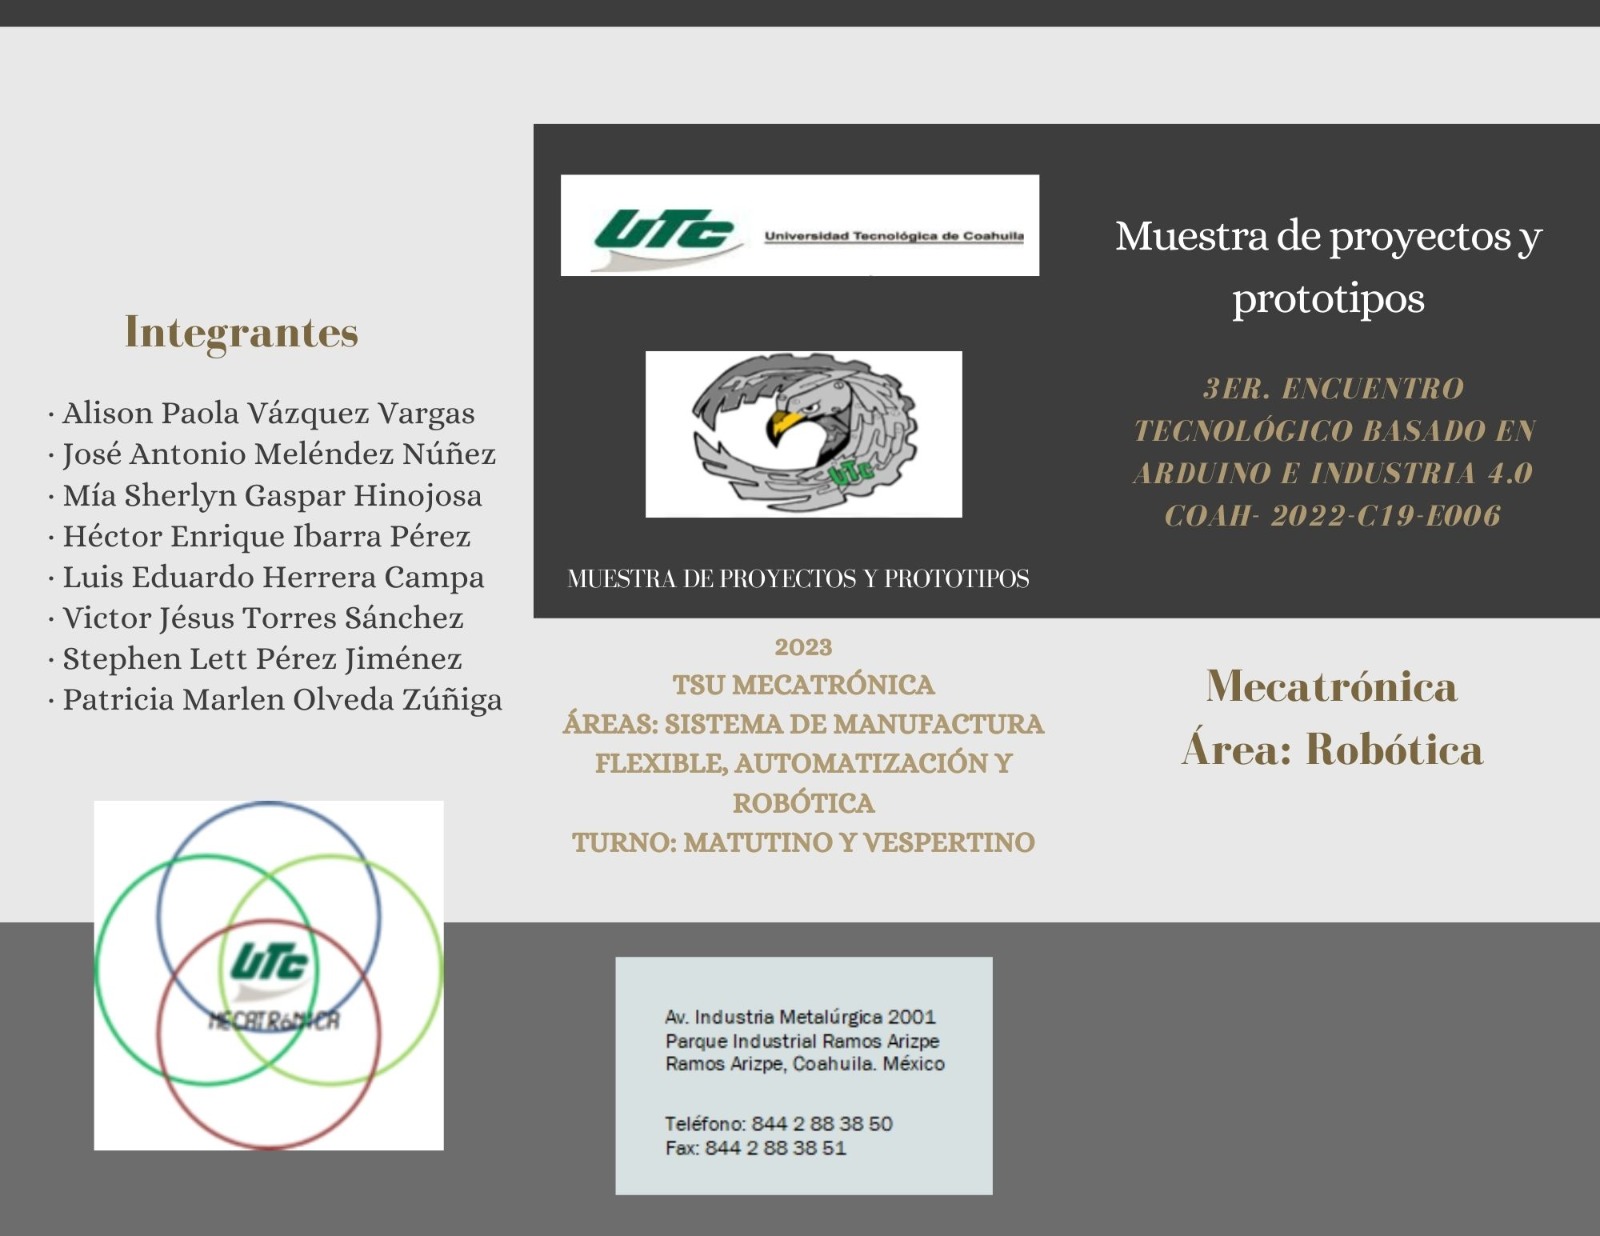 Integrantes
· Alison Paola Vázquez Vargas
· José Antonio Meléndez Núñez
· Mía Sherlyn Gaspar Hinojosa
· Héctor Enrique Ibarra Pérez
· Luis Eduardo Herrera Campa
· Victor Jésus Torres Sánchez
· Stephen Lett Pérez Jiménez
· Patricia Marlen Olveda Zúñiga
UTC
MECATRóNICA
UTC Universidad Tecnológica de Coahuila
UTC
MUESTRA DE PROYECTOS Y PROTOTIPOS
2023
TSU MECATRÓNICA
ÁREAS: SISTEMA DE MANUFACTURA
FLEXIBLE, AUTOMATIZACIÓN Y
ROBÓTICA
TURNO: MATUTINO Y VESPERTINO
Av. Industria Metalúrgica 2001
Parque Industrial Ramos Arizpe
Ramos Arizpe, Coahuila. México
Teléfono: 844 2 88 38 50
Fax: 844 2 88 38 51
Muestra de proyectos y
prototipos
3ER. ENCUENTRO
TECNOLÓGICO BASADO EN
ARDUINO E INDUSTRIA 4.0
COAH- 2022-C19-E006
Mecatrónica
Área: Robótica